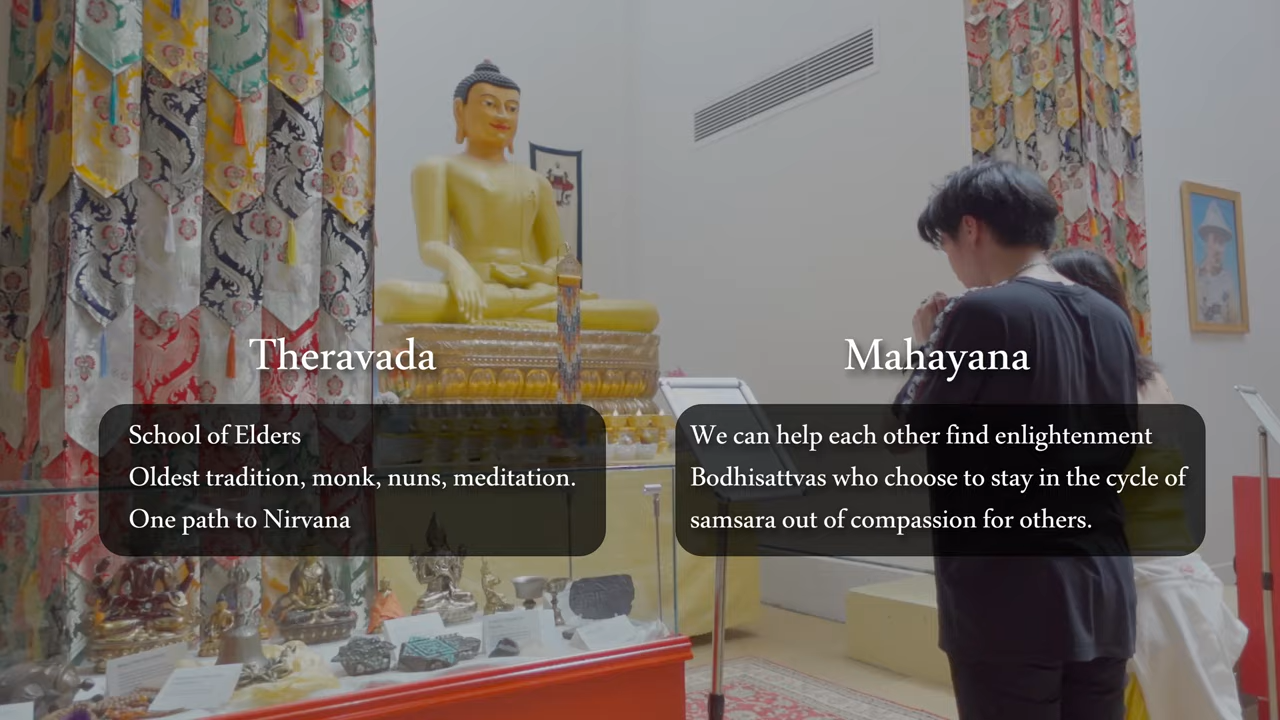 Theravada
School of Elders
Oldest tradition, monk, nuns, meditation.
One path to Nirvana
Mahayana
We can help each other find enlightenment
Bodhisattvas who choose to stay in the cycle of
samsara out of compassion for others.